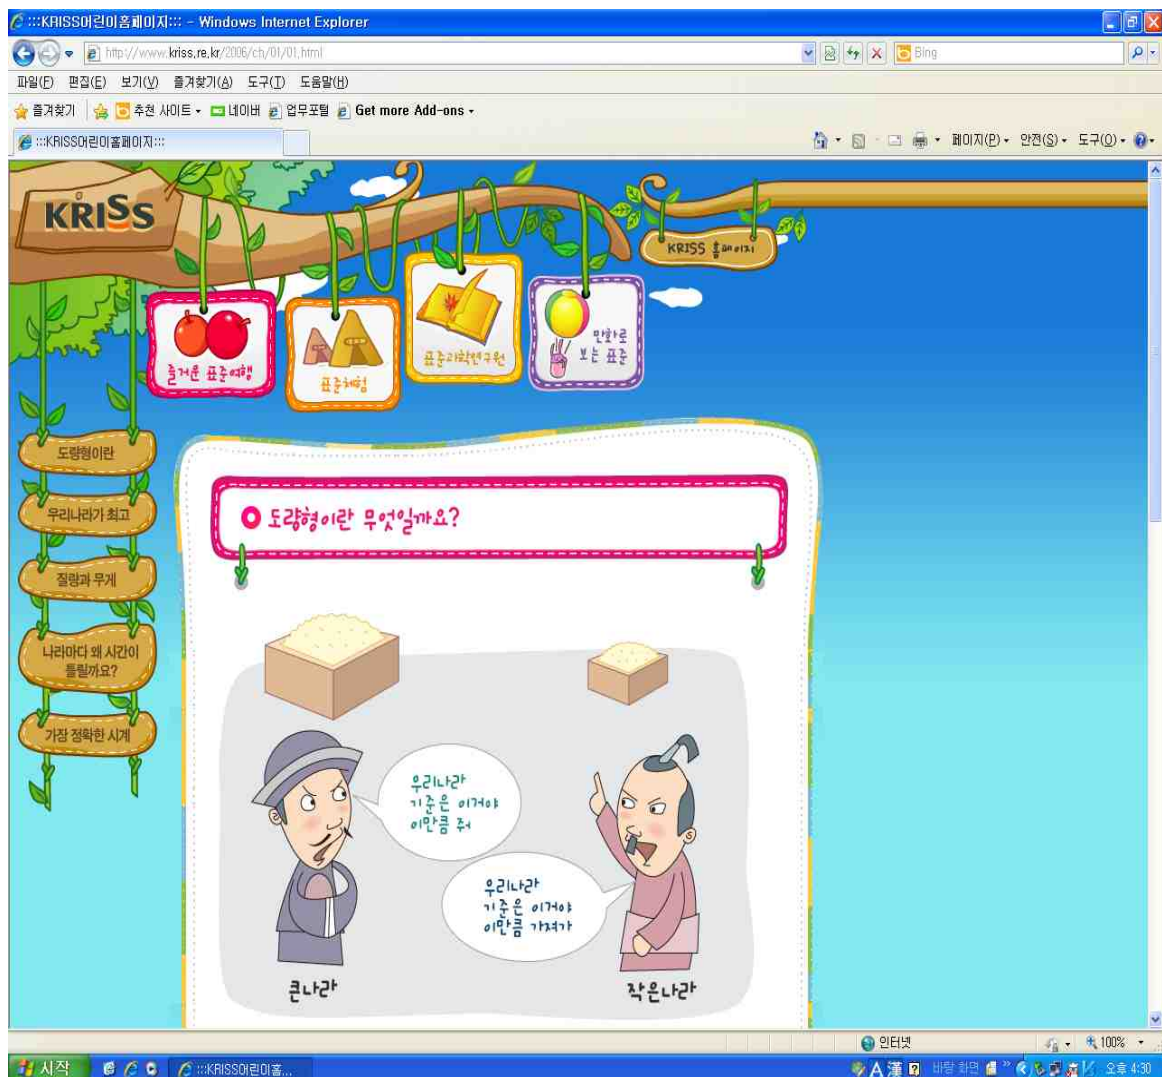 :::KRISS어린이홈페이지::: - Windows Internet Explorer
http://www.kriss.re.kr/2006/ch/01/01.html
Bing
파일(F) 편집(E) 보기(V) 즐겨찾기(A) 도구(T) 도움말(H)
즐겨찾기 추천 사이트 네이버 업무포털 Get more Add-ons
:::KRISS어린이홈페이지:::
페이지(P) 안전(S) 도구(O)
KRISS
KRISS 홈페이지
즐거운 표준여행
표준체험
표준과학연구원
만화로
보는 표준
도량형이란
우리나라가 최고
질량과 무게
나라마다 왜 시간이
틀릴까요?
가장 정확한 시계
도량형이란 무엇일까요?
우리나라
기준은 이거야
이만큼 줘
우리나라
기준은 이거야
이만큼 가져가
큰나라
작은나라
인터넷
100%
시작
:::KRISS어린이홈...
A 漢
바탕 화면
오후 4:30